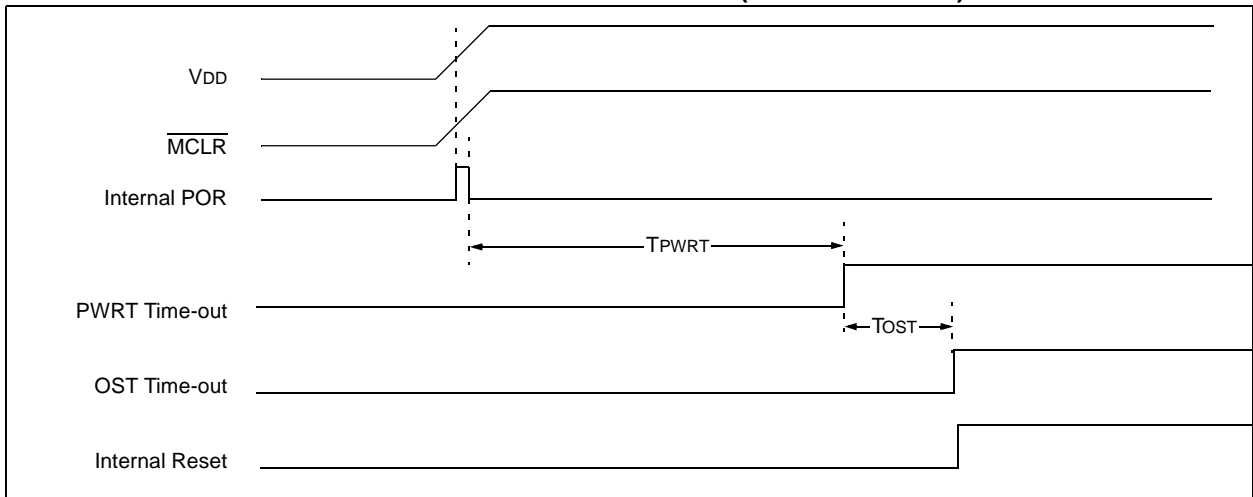 VDD
MCLR
Internal POR
TPWRT
PWRT Time-out
TOST
OST Time-out
Internal Reset